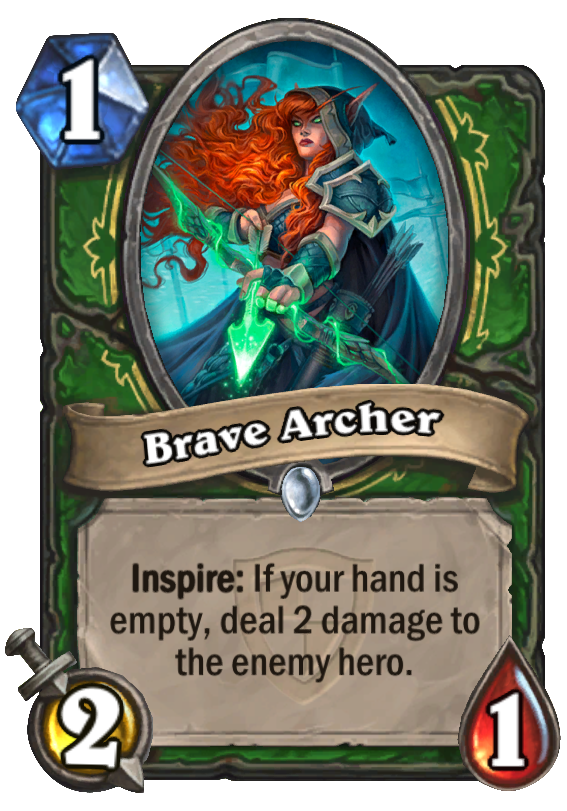 1
Brave Archer
Inspire: If your hand is
empty, deal 2 damage to
the enemy hero.
2
1